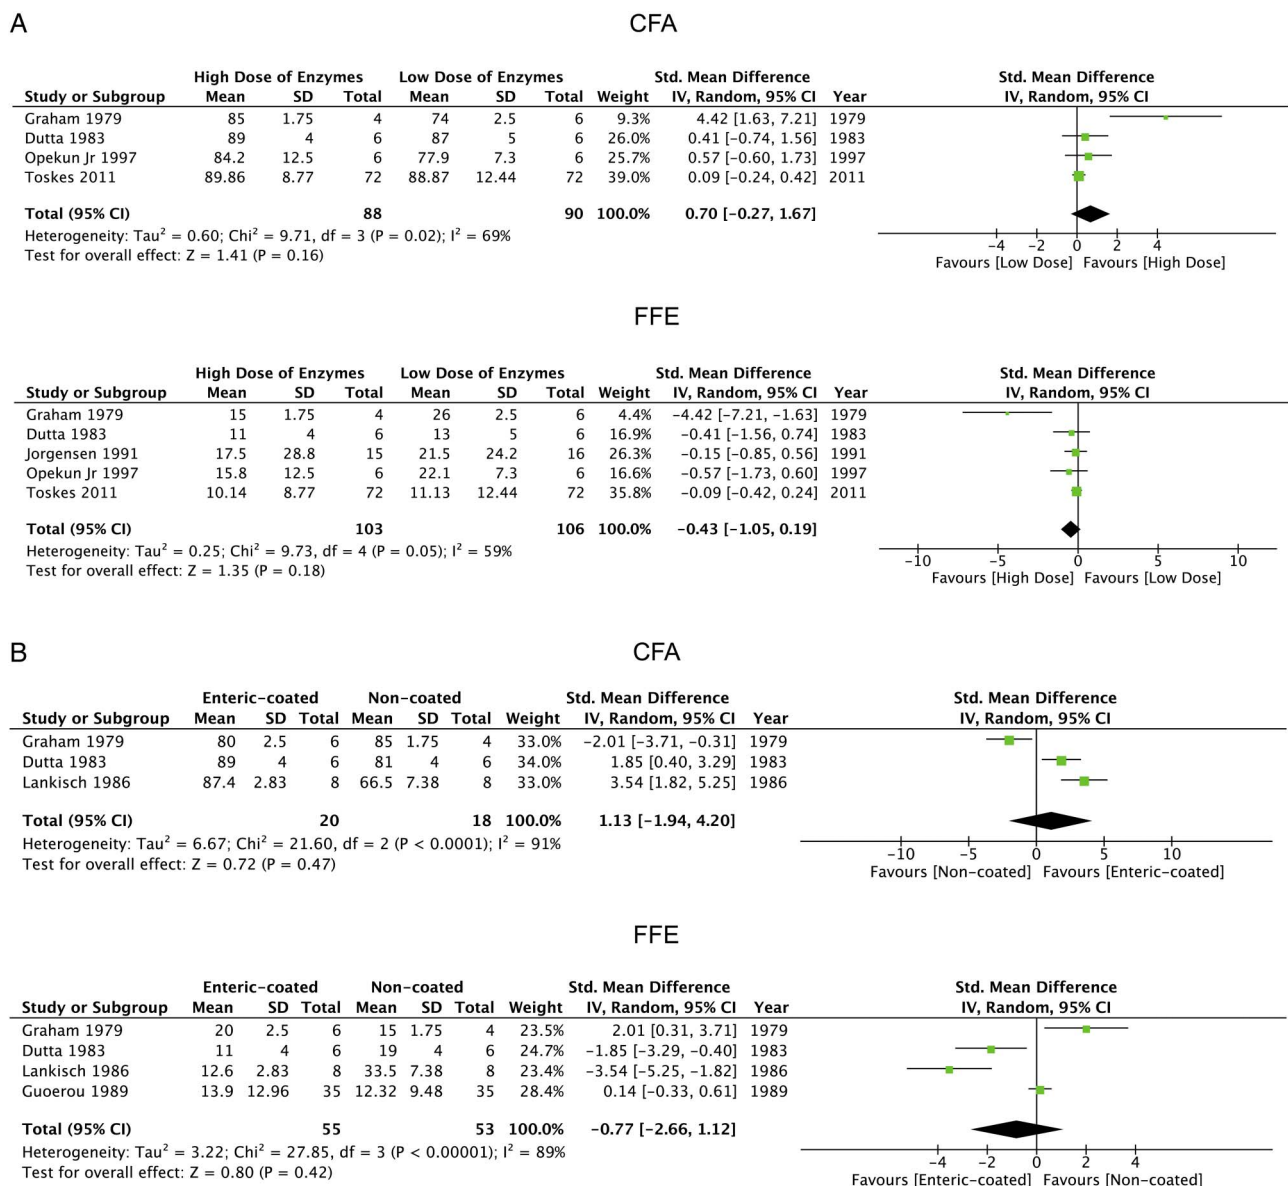 A
CFA
High Dose of Enzymes Low Dose of Enzymes Std. Mean Difference Std. Mean Difference
Study or Subgroup Mean SD Total Mean SD Total Weight IV, Random, 95% CI Year IV, Random, 95% CI
Graham 1979 85 1.75 4 74 2.5 6 9.3% 4.42 [1.63, 7.21] 1979
Dutta 1983 89 4 6 87 5 6 26.0% 0.41 [-0.74, 1.56] 1983
Opekun Jr 1997 84.2 12.5 6 77.9 7.3 6 25.7% 0.57 [-0.60, 1.73] 1997
Toskes 2011 89.86 8.77 72 88.87 12.44 72 39.0% 0.09 [-0.24, 0.42] 2011
Total (95% CI) 88 90 100.0% 0.70 [-0.27, 1.67]
Heterogeneity: Tau² = 0.60; Chi² = 9.71, df = 3 (P = 0.02); I² = 69%
Test for overall effect: Z = 1.41 (P = 0.16)
-4 -2 0 2 4
Favours [Low Dose] Favours [High Dose]
FFE
High Dose of Enzymes Low Dose of Enzymes Std. Mean Difference Std. Mean Difference
Study or Subgroup Mean SD Total Mean SD Total Weight IV, Random, 95% CI Year IV, Random, 95% CI
Graham 1979 15 1.75 4 26 2.5 6 4.4% -4.42 [-7.21, -1.63] 1979
Dutta 1983 11 4 6 13 5 6 16.9% -0.41 [-1.56, 0.74] 1983
Jorgensen 1991 17.5 28.8 15 21.5 24.2 16 26.3% -0.15 [-0.85, 0.56] 1991
Opekun Jr 1997 15.8 12.5 6 22.1 7.3 6 16.6% -0.57 [-1.73, 0.60] 1997
Toskes 2011 10.14 8.77 72 11.13 12.44 72 35.8% -0.09 [-0.42, 0.24] 2011
Total (95% CI) 103 106 100.0% -0.43 [-1.05, 0.19]
Heterogeneity: Tau² = 0.25; Chi² = 9.73, df = 4 (P = 0.05); I² = 59%
Test for overall effect: Z = 1.35 (P = 0.18)
-10 -5 0 5 10
Favours [High Dose] Favours [Low Dose]
B
CFA
Enteric-coated Non-coated Std. Mean Difference Std. Mean Difference
Study or Subgroup Mean SD Total Mean SD Total Weight IV, Random, 95% CI Year IV, Random, 95% CI
Graham 1979 80 2.5 6 85 1.75 4 33.0% -2.01 [-3.71, -0.31] 1979
Dutta 1983 89 4 6 81 4 6 34.0% 1.85 [0.40, 3.29] 1983
Lankisch 1986 87.4 2.83 8 66.5 7.38 8 33.0% 3.54 [1.82, 5.25] 1986
Total (95% CI) 20 18 100.0% 1.13 [-1.94, 4.20]
Heterogeneity: Tau² = 6.67; Chi² = 21.60, df = 2 (P < 0.0001); I² = 91%
Test for overall effect: Z = 0.72 (P = 0.47)
-10 -5 0 5 10
Favours [Non-coated] Favours [Enteric-coated]
FFE
Enteric-coated Non-coated Std. Mean Difference Std. Mean Difference
Study or Subgroup Mean SD Total Mean SD Total Weight IV, Random, 95% CI Year IV, Random, 95% CI
Graham 1979 20 2.5 6 15 1.75 4 23.5% 2.01 [0.31, 3.71] 1979
Dutta 1983 11 4 6 19 4 6 24.7% -1.85 [-3.29, -0.40] 1983
Lankisch 1986 12.6 2.83 8 33.5 7.38 8 23.4% -3.54 [-5.25, -1.82] 1986
Guoerou 1989 13.9 12.96 35 12.32 9.48 35 28.4% 0.14 [-0.33, 0.61] 1989
Total (95% CI) 55 53 100.0% -0.77 [-2.66, 1.12]
Heterogeneity: Tau² = 3.22; Chi² = 27.85, df = 3 (P < 0.00001); I² = 89%
Test for overall effect: Z = 0.80 (P = 0.42)
-4 -2 0 2 4
Favours [Enteric-coated] Favours [Non-coated]